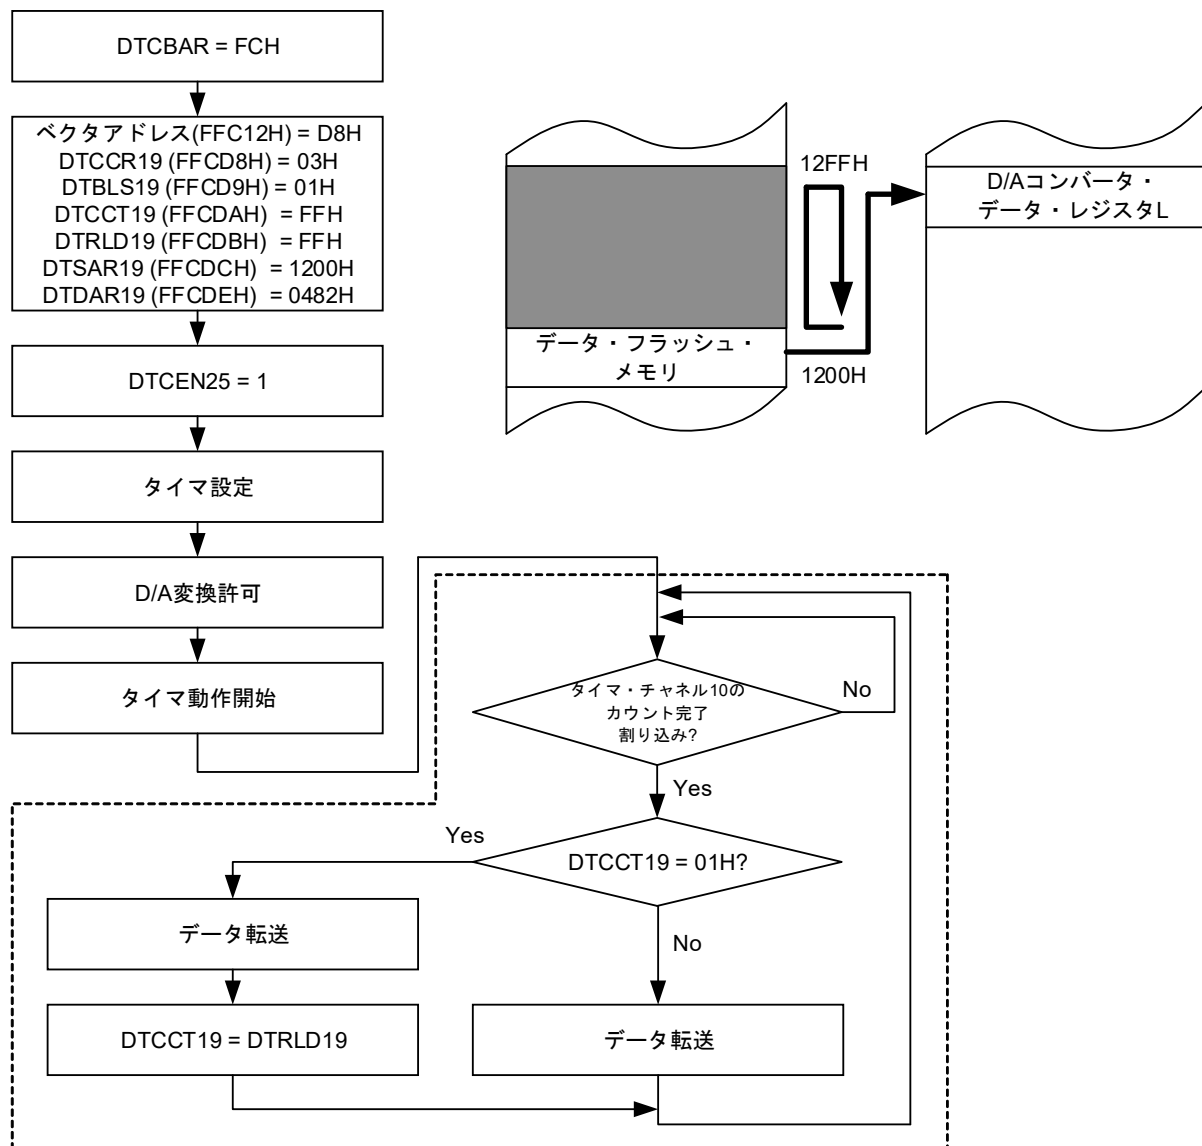 DTCBAR = FCH
ベクタアドレス(FFC12H) = D8H
DTCCR19 (FFCD8H) = 03H
DTBLS19 (FFCD9H) = 01H
DTCCT19 (FFCDAH) = FFH
DTRLD19 (FFCDBH) = FFH
DTSAR19 (FFCDCH) = 1200H
DTDAR19 (FFCDEH) = 0482H
DTCEN25 = 1
タイマ設定
D/A変換許可
タイマ動作開始
12FFH
データ・フラッシュ・
メモリ
1200H
D/Aコンバータ・
データ・レジスタL
タイマ・チャネル10の
カウント完了
割り込み?
No
Yes
DTCCT19 = 01H?
Yes
No
データ転送
DTCCT19 = DTRLD19
データ転送